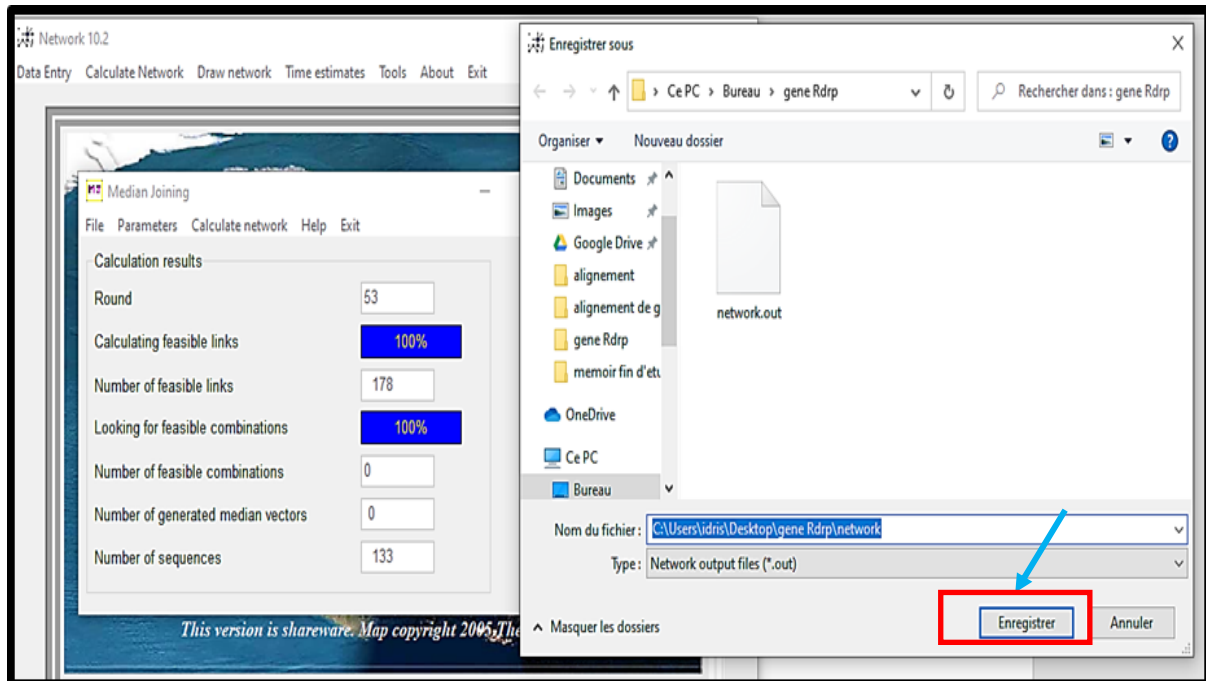 Network 10.2
Data Entry Calculate Network Draw network Time estimates Tools About Exit
Median Joining
File Parameters Calculate network Help Exit
Calculation results
Round 53
Calculating feasible links 100%
Number of feasible links 178
Looking for feasible combinations 100%
Number of feasible combinations 0
Number of generated median vectors 0
Number of sequences 133
This version is shareware. Map copyright 2005, The
Enregistrer sous
Ce PC > Bureau > gene Rdrp
Rechercher dans : gene Rdrp
Organiser Nouveau dossier
Documents
Images
Google Drive
alignement
alignement de g
gene Rdrp
memoir fin d'etu
OneDrive
Ce PC
Bureau
network.out
Nom du fichier : C:\Users\idris\Desktop\gene Rdrp\network
Type : Network output files (*.out)
Masquer les dossiers
Enregistrer Annuler